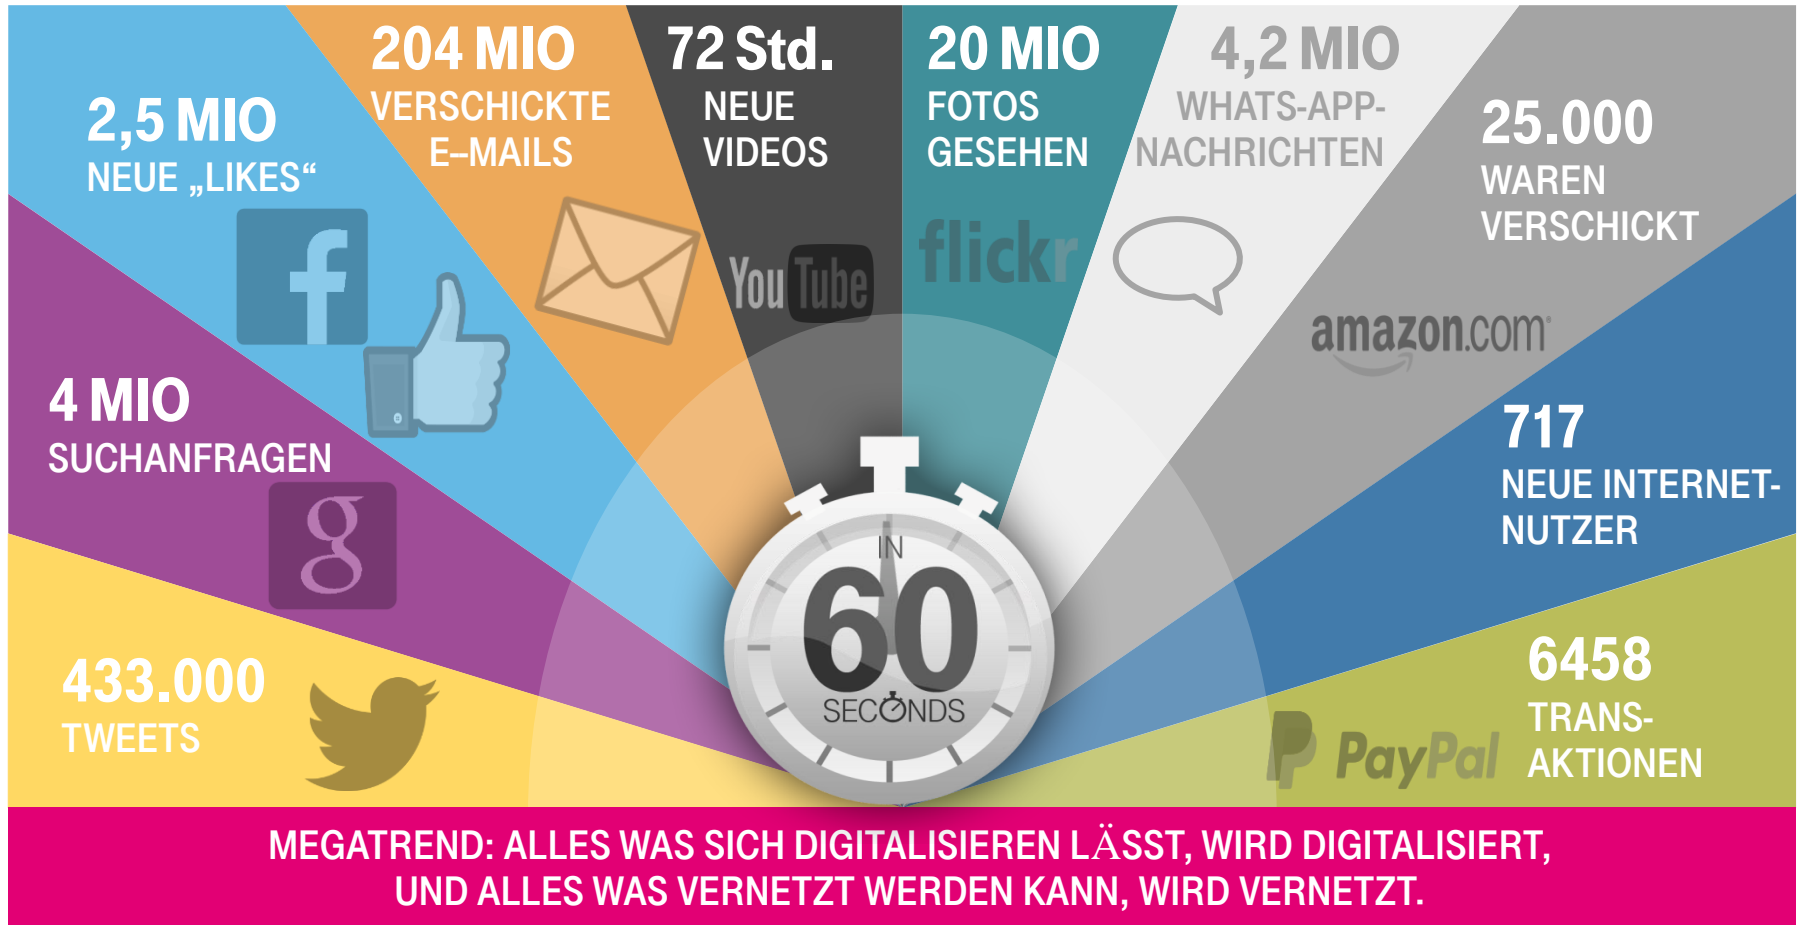 2,5 MIO
NEUE „LIKES“
204 MIO
VERSCHICKTE
E–MAILS
72 Std.
NEUE
VIDEOS
YouTube
20 MIO
FOTOS
GESEHEN
flickr
4,2 MIO
WHATS-APP-
NACHRICHTEN
25.000
WAREN
VERSCHICKT
amazon.com
4 MIO
SUCHANFRAGEN
g
f
717
NEUE INTERNET-
NUTZER
433.000
TWEETS
IN
60
SECONDS
6458
TRANS-
AKTIONEN
PayPal
MEGATREND: ALLES WAS SICH DIGITALISIEREN LÄSST, WIRD DIGITALISIERT,
UND ALLES WAS VERNETZT WERDEN KANN, WIRD VERNETZT.